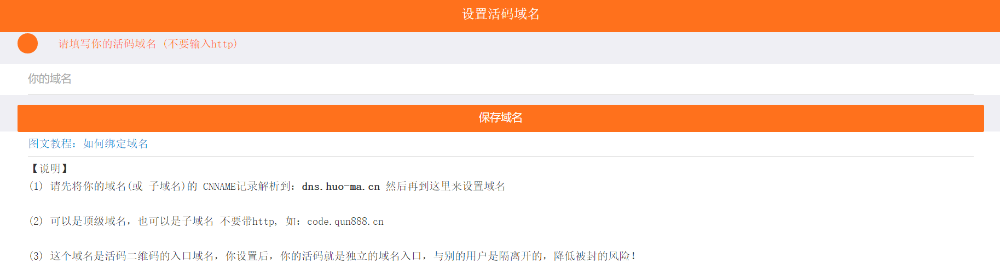 设置活码域名
请填写你的活码域名 (不要输入http)
你的域名
保存域名
图文教程：如何绑定域名
【说明】
(1) 请先将你的域名(或 子域名)的 CNNAME记录解析到：dns.huo-ma.cn 然后再到这里来设置域名
(2) 可以是顶级域名，也可以是子域名 不要带http, 如：code.qun888.cn
(3) 这个域名是活码二维码的入口域名，你设置后，你的活码就是独立的域名入口，与别的用户是隔离开的，降低被封的风险！